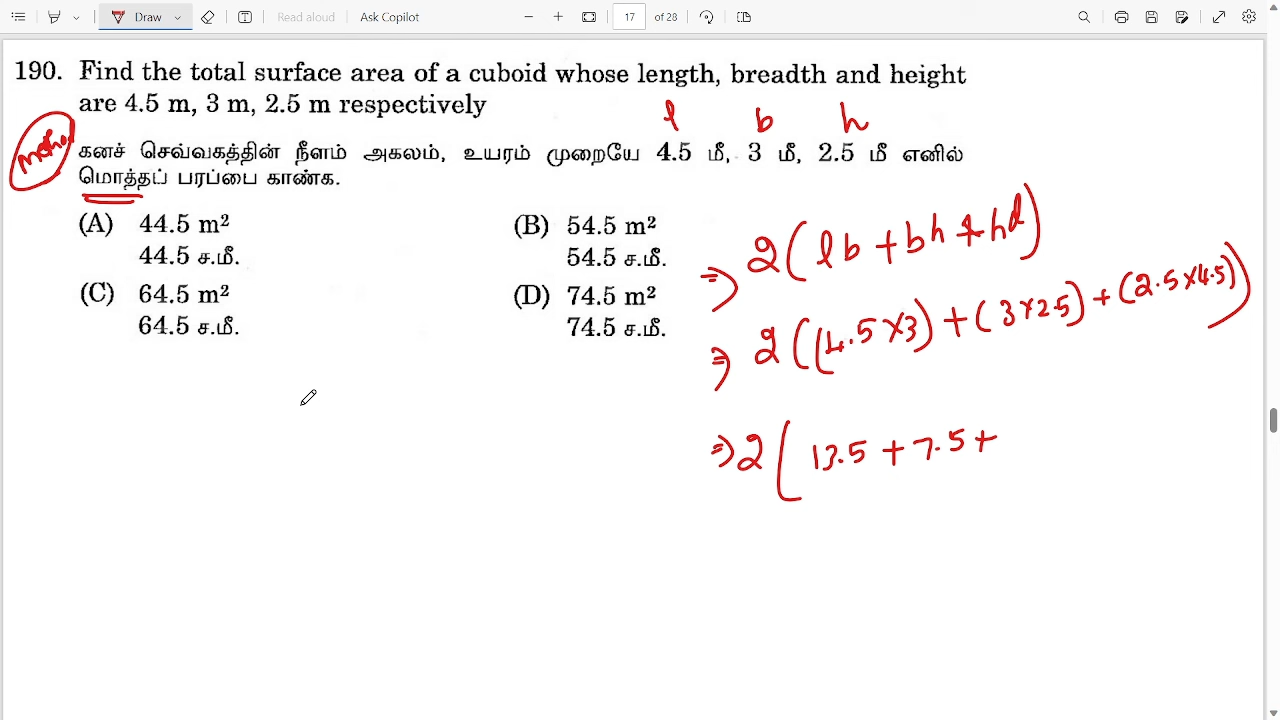 Draw Read aloud Ask Copilot 17 of 28
190. Find the total surface area of a cuboid whose length, breadth and height
are 4.5 m, 3 m, 2.5 m respectively
l b h
கனச் செவ்வகத்தின் நீளம் அகலம், உயரம் முறையே 4.5 மீ, 3 மீ, 2.5 மீ எனில்
மொத்தப் பரப்பை காண்க.
(A) 44.5 m² (B) 54.5 m²
44.5 ச.மீ. 54.5 ச.மீ.
(C) 64.5 m² (D) 74.5 m²
64.5 ச.மீ. 74.5 ச.மீ.
⇒ 2(lb + bh + hl)
⇒ 2((4.5×3) + (3×2.5) + (2.5×4.5))
⇒ 2[ 13.5 + 7.5 +